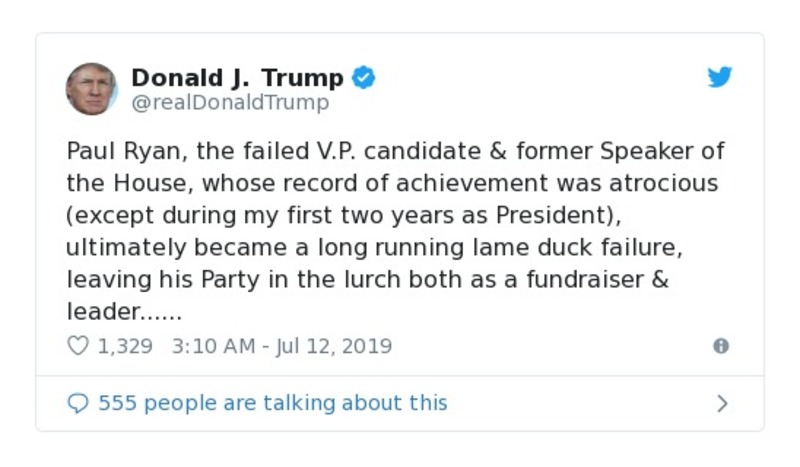 Donald J. Trump
@realDonaldTrump
Paul Ryan, the failed V.P. candidate & former Speaker of
the House, whose record of achievement was atrocious
(except during my first two years as President),
ultimately became a long running lame duck failure,
leaving his Party in the lurch both as a fundraiser &
leader......
1,329 3:10 AM - Jul 12, 2019
555 people are talking about this